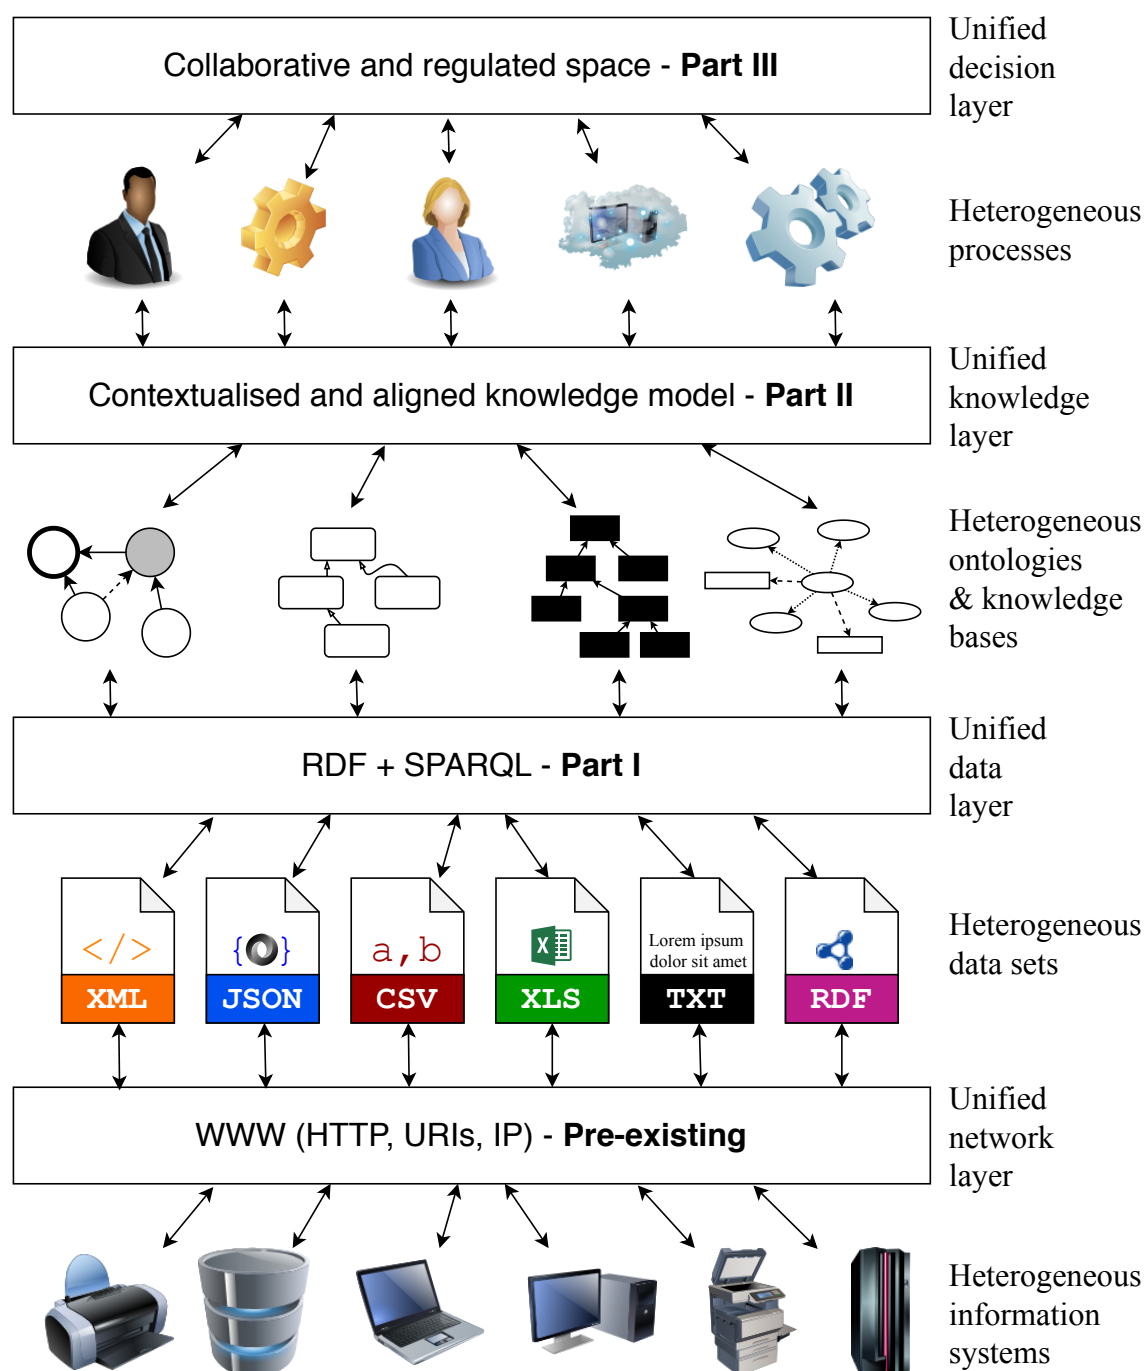 Collaborative and regulated space - Part III
Unified
decision
layer
Heterogeneous
processes
Contextualised and aligned knowledge model - Part II
Unified
knowledge
layer
Heterogeneous
ontologies
& knowledge
bases
RDF + SPARQL - Part I
Unified
data
layer
</>
{ }
a,b
X
Lorem ipsum
dolor sit amet
XML
JSON
CSV
XLS
TXT
RDF
Heterogeneous
data sets
WWW (HTTP, URIs, IP) - Pre-existing
Unified
network
layer
Heterogeneous
information
systems